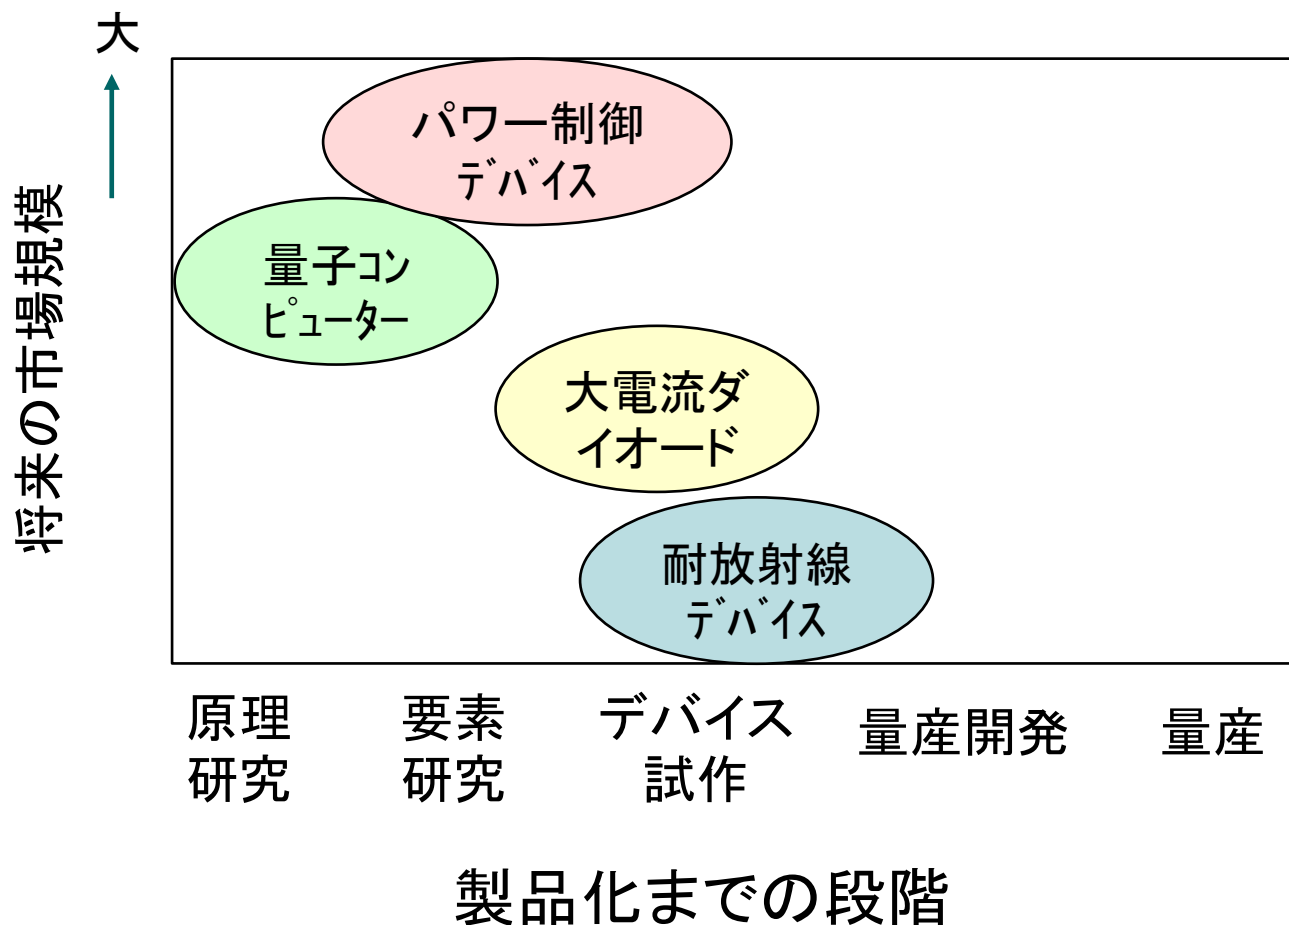 大
将来の市場規模
パワー制御
ﾃﾞﾊﾞｲｽ
量子ｺﾝ
ﾋﾟｭｰﾀｰ
大電流ダ
イオード
耐放射線
ﾃﾞﾊﾞｲｽ
原理
研究
要素
研究
デバイス
試作
量産開発
量産
製品化までの段階